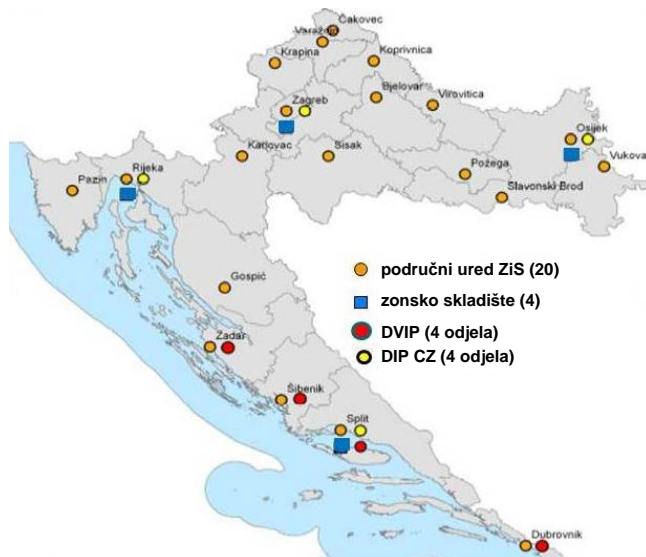 Čakovec
Varaždin
Krapina
Koprivnica
Bjelovar
Virovitica
Zagreb
Osijek
Vukova
Karlovac
Sisak
Požega
Slavonski Brod
Rijeka
Pazin
Gospić
područni ured ZiS (20)
zonsko skladište (4)
DVIP (4 odjela)
DIP CZ (4 odjela)
Zadar
Šibenik
Split
Dubrovnik